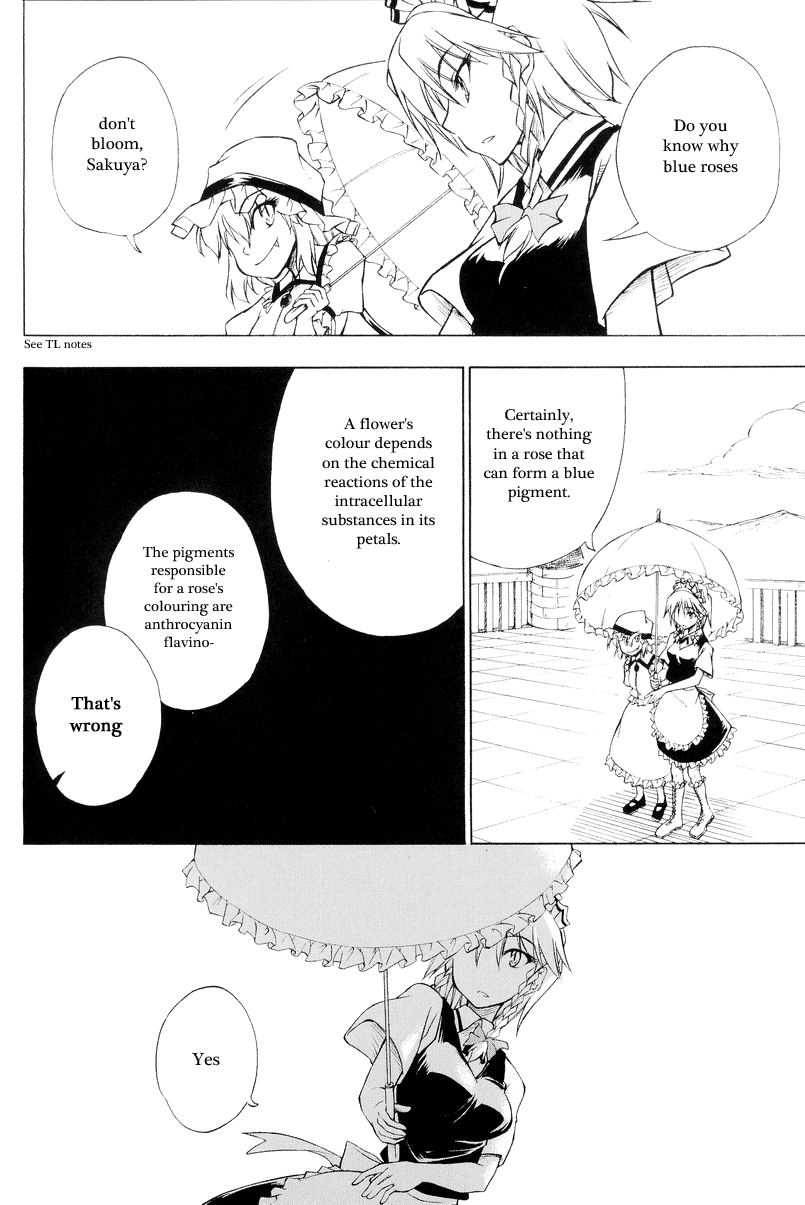 Do you
know why
blue roses
don't
bloom,
Sakuya?
See TL notes
Certainly,
there's nothing
in a rose that
can form a blue
pigment.
A flower's
colour depends
on the chemical
reactions of the
intracellular
substances in its
petals.
The pigments
responsible
for a rose's
colouring are
anthrocyanin
flavino-
That's
wrong
Yes